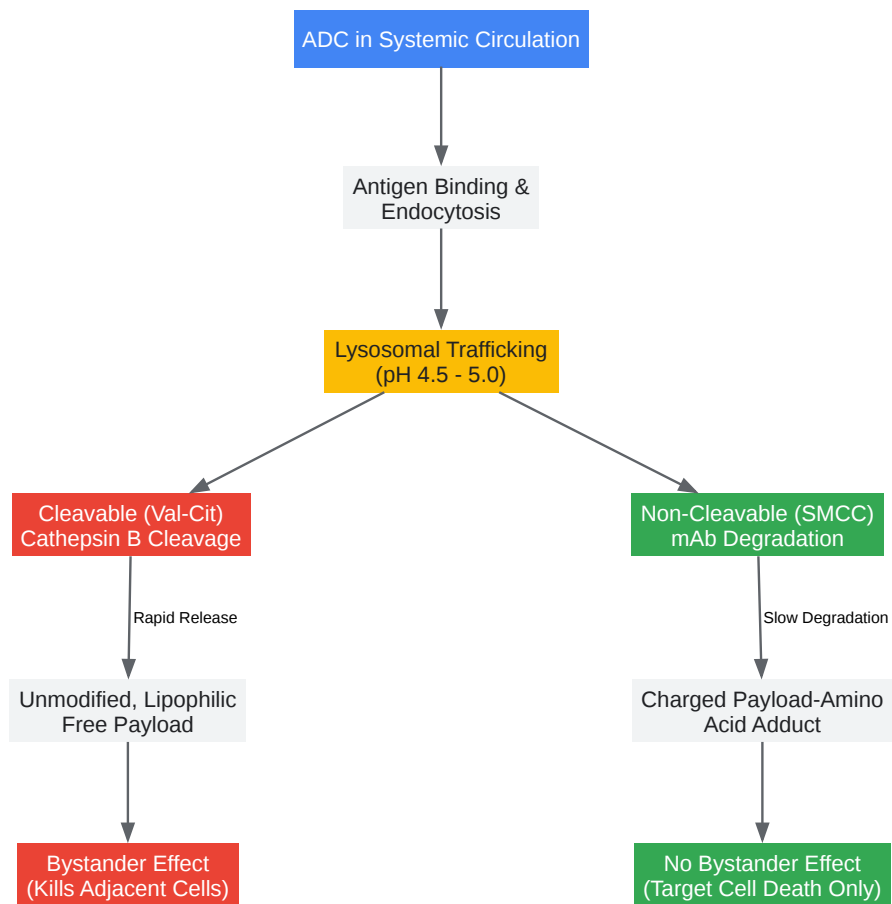 ADC in Systemic Circulation
Antigen Binding &
Endocytosis
Lysosomal Trafficking
(pH 4.5 - 5.0)
Cleavable (Val-Cit)
Cathepsin B Cleavage
Non-Cleavable (SMCC)
mAb Degradation
Rapid Release
Slow Degradation
Unmodified, Lipophilic
Free Payload
Charged Payload-Amino
Acid Adduct
Bystander Effect
(Kills Adjacent Cells)
No Bystander Effect
(Target Cell Death Only)